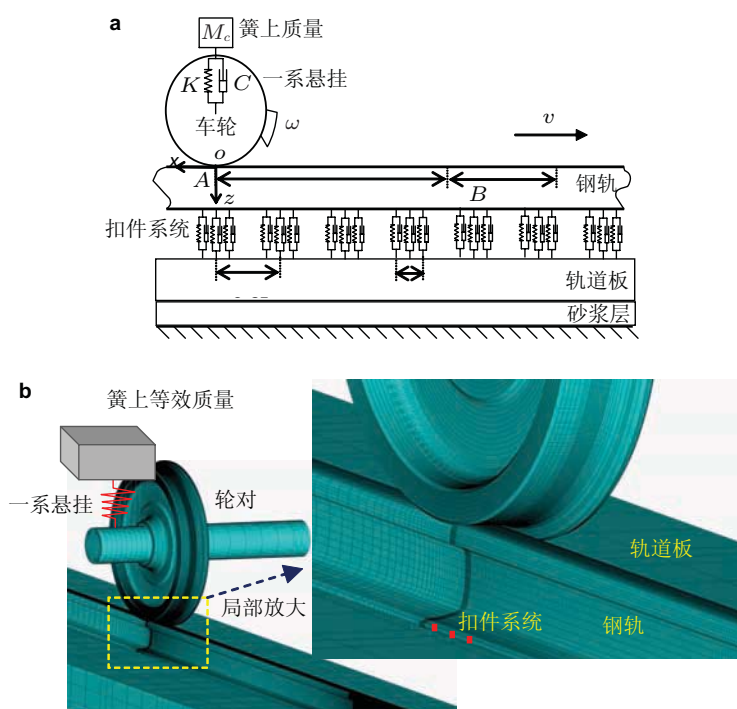 a
M_c 簧上质量
K C 一系悬挂
车轮 ω
v
x o
A B 钢轨
z
扣件系统
轨道板
砂浆层
b
簧上等效质量
一系悬挂 轮对
局部放大
轨道板
扣件系统 钢轨